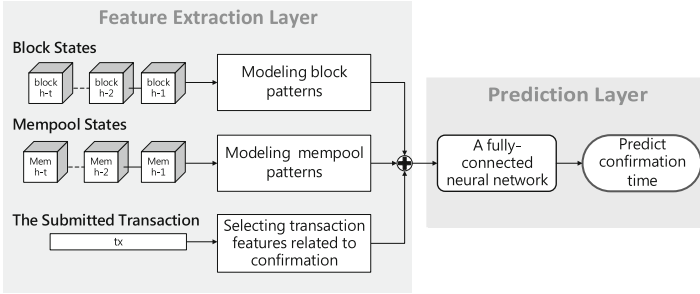 Feature Extraction Layer
Block States
block
h-t
block
h-2
block
h-1
Modeling block
patterns
Mempool States
Mem
h-t
Mem
h-2
Mem
h-1
Modeling mempool
patterns
The Submitted Transaction
tx
Selecting transaction
features related to
confirmation
Prediction Layer
A fully-
connected
neural network
Predict
confirmation
time